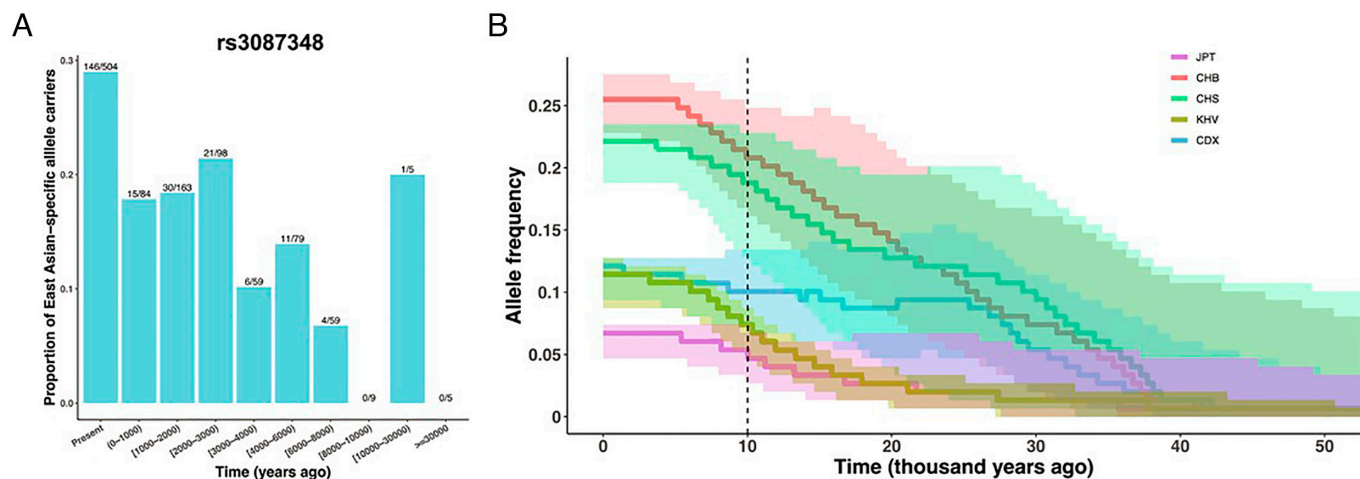 A
rs3087348
Proportion of East Asian-specific alllele carriers
0.3
0.2
0.1
0.0
146/504
15/84
30/163
21/98
6/59
11/79
4/59
0/9
1/5
0/5
Present
(0-1000)
[1000-2000)
[2000-3000)
[3000-4000)
[4000-6000)
[6000-8000)
[8000-10000)
[10000-30000)
>=30000
Time (years ago)
B
Allele frequency
0.25
0.2
0.15
0.1
0.05
0
0
10
20
30
40
50
Time (thousand years ago)
JPT
CHB
CHS
KHV
CDX